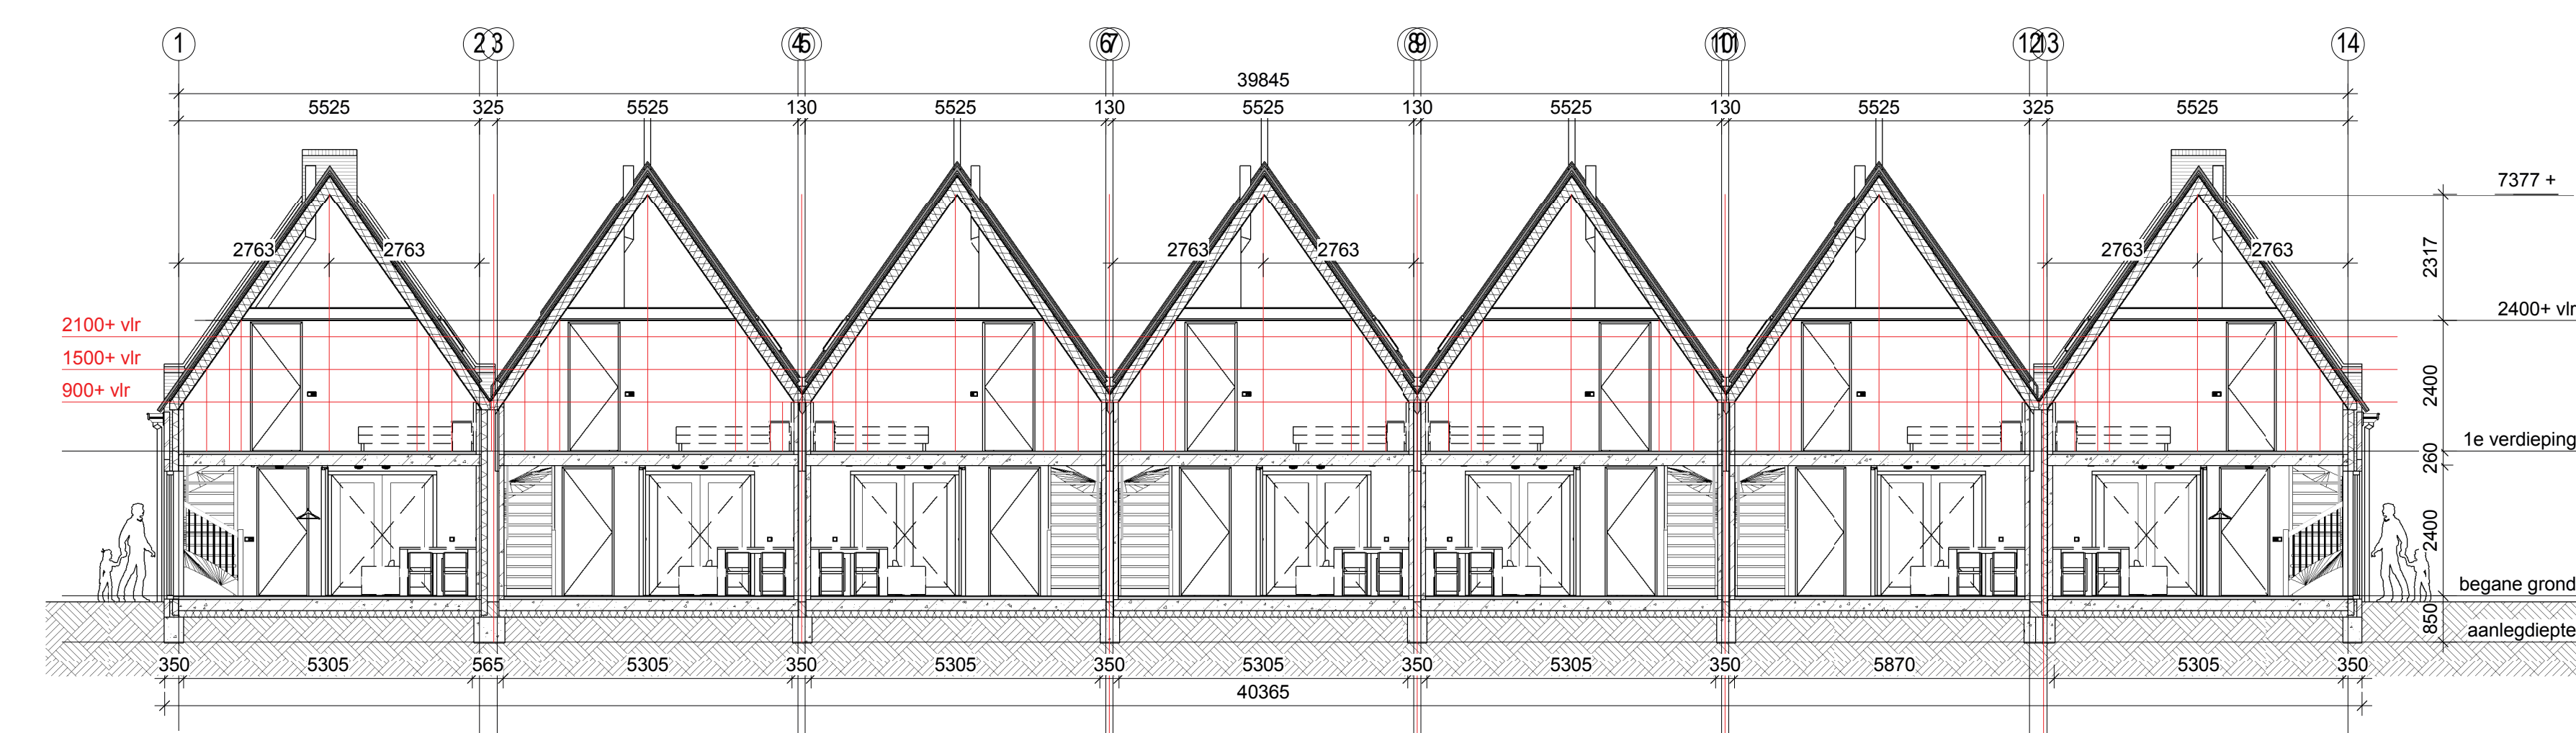 1 2 3 4 5 6 7 8 9 10 11 12 13 14
39845
5525 325 5525 130 5525 130 5525 130 5525 130 5525 325 5525
7377 +
2763 2763 2763 2763 2763 2763
2317
2400+ vlr
2100+ vlr
1500+ vlr
900+ vlr
2400
1e verdieping
260
2400
begane grond
850
aanlegdiepte
350 5305 565 5305 350 5305 350 5305 350 5305 350 5870 5305 350
40365